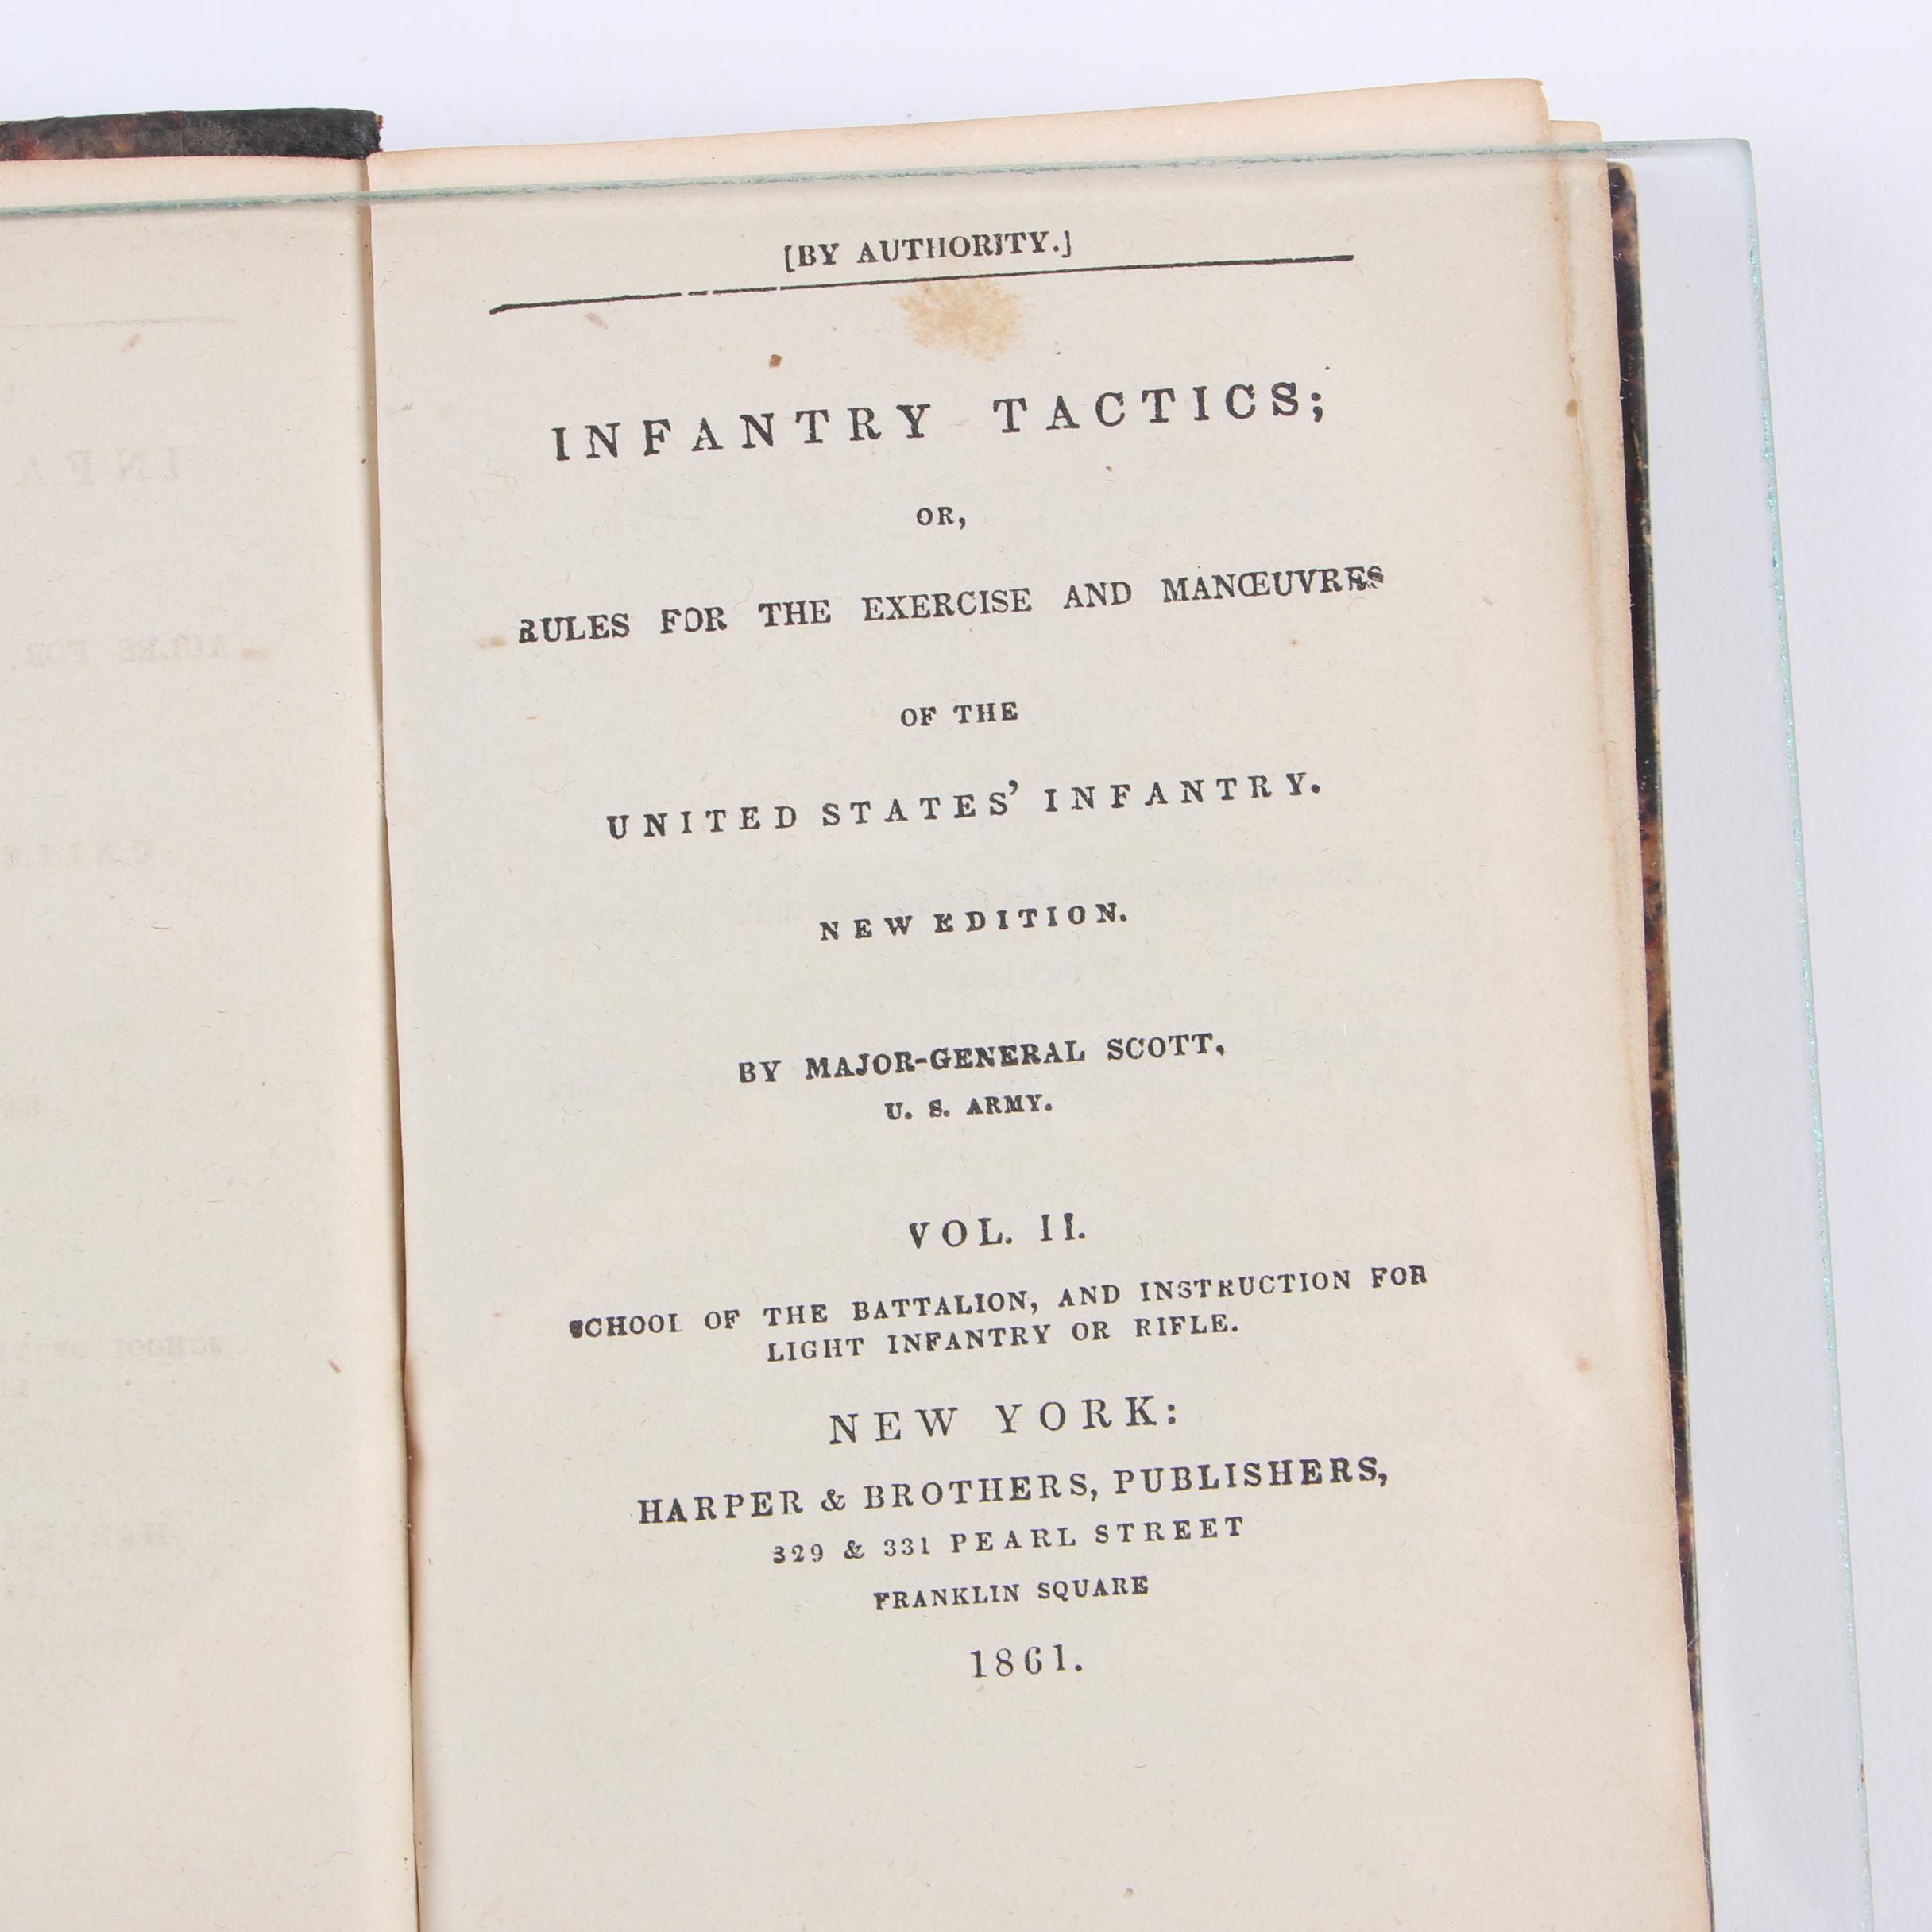 [BY AUTHORITY.]
INFANTRY TACTICS;
OR,
RULES FOR THE EXERCISE AND MANŒUVRES
OF THE
UNITED STATES' INFANTRY.
NEW EDITION.
BY MAJOR-GENERAL SCOTT,
U. S. ARMY.
VOL. II.
SCHOOL OF THE BATTALION, AND INSTRUCTION FOR
LIGHT INFANTRY OR RIFLE.
NEW YORK:
HARPER & BROTHERS, PUBLISHERS,
329 & 331 PEARL STREET
FRANKLIN SQUARE
1861.